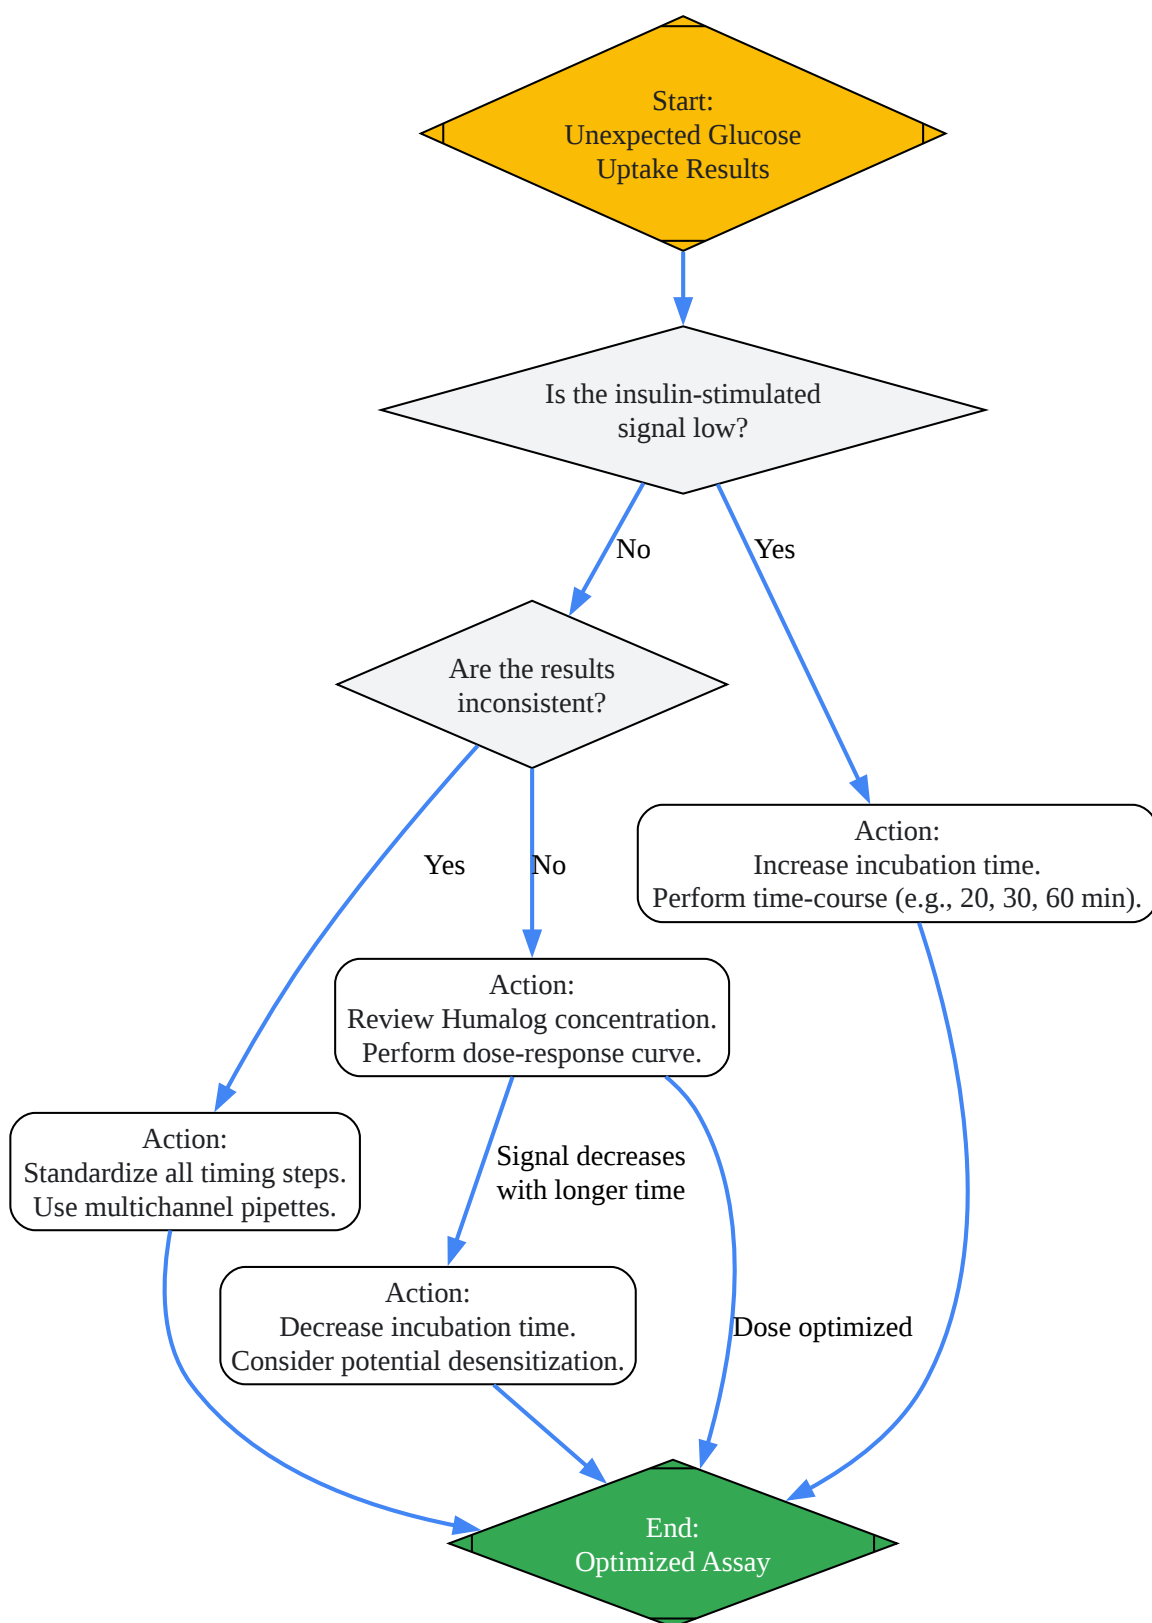 Start:
Unexpected Glucose
Uptake Results
Is the insulin-stimulated
signal low?
No
Yes
Are the results
inconsistent?
Yes
No
Action:
Increase incubation time.
Perform time-course (e.g., 20, 30, 60 min).
Action:
Review Humalog concentration.
Perform dose-response curve.
Action:
Standardize all timing steps.
Use multichannel pipettes.
Signal decreases
with longer time
Action:
Decrease incubation time.
Consider potential desensitization.
Dose optimized
End:
Optimized Assay